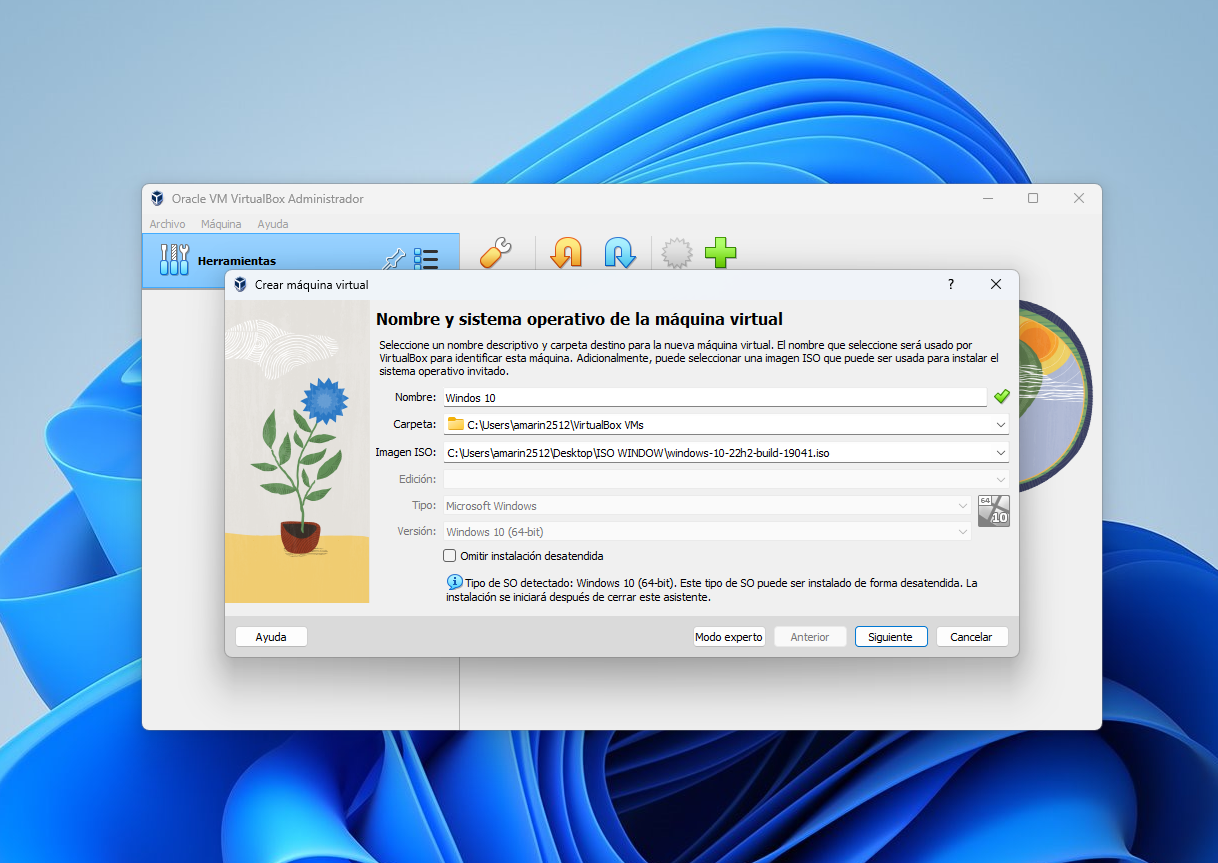 Oracle VM VirtualBox Administrador
Archivo Máquina Ayuda
Herramientas
Crear máquina virtual
?
Nombre y sistema operativo de la máquina virtual
Seleccione un nombre descriptivo y carpeta destino para la nueva máquina virtual. El nombre que seleccione será usado por
VirtualBox para identificar esta máquina. Adicionalmente, puede seleccionar una imagen ISO que puede ser usada para instalar el
sistema operativo invitado.
Nombre: Windos 10
Carpeta: C:\Users\amarin2512\VirtualBox VMs
Imagen ISO: C:\Users\amarin2512\Desktop\ISO WINDOW\windows-10-22h2-build-19041.iso
Edición:
Tipo: Microsoft Windows
64
10
Versión: Windows 10 (64-bit)
Omitir instalación desatendida
Tipo de SO detectado: Windows 10 (64-bit). Este tipo de SO puede ser instalado de forma desatendida. La
instalación se iniciará después de cerrar este asistente.
Ayuda Modo experto Anterior Siguiente Cancelar